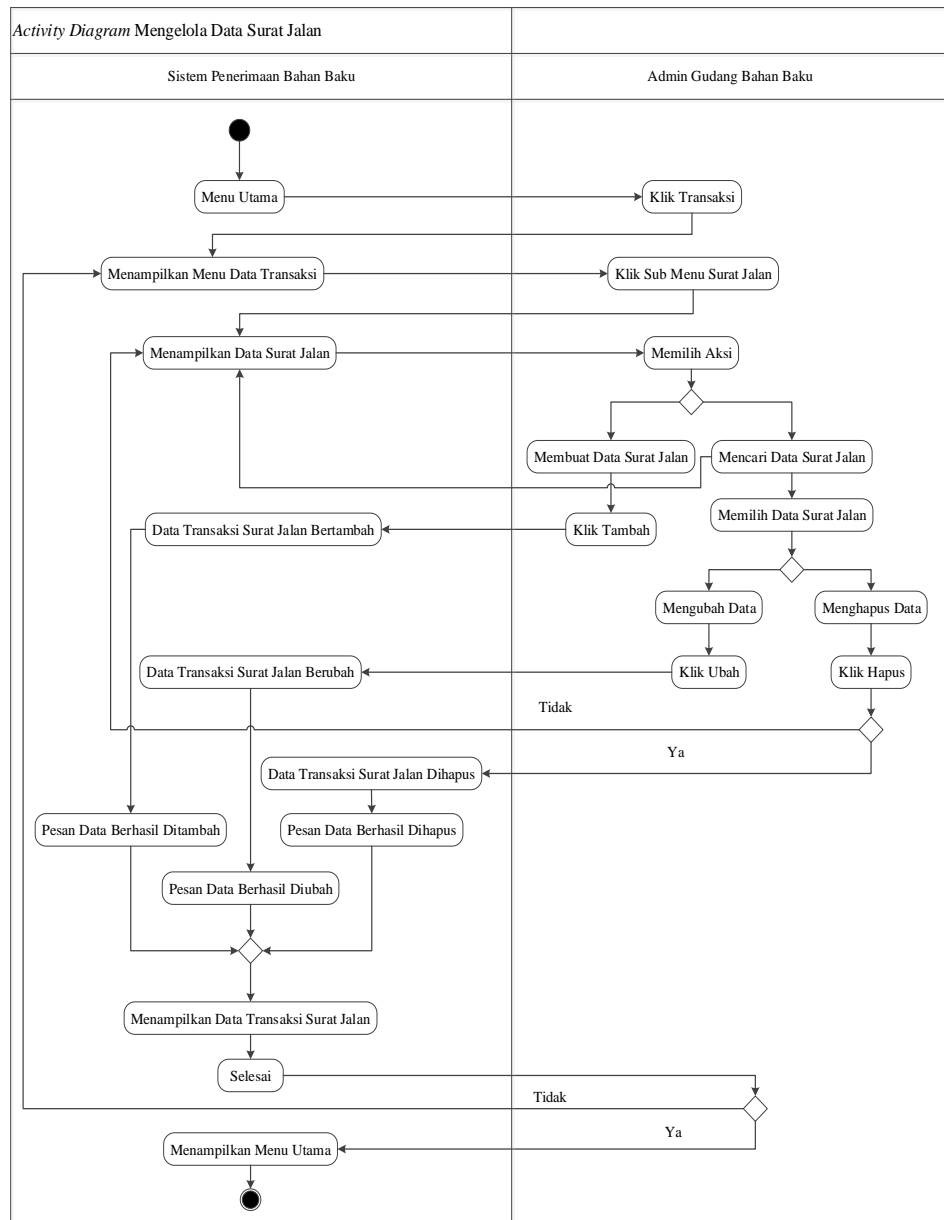 Activity Diagram Mengelola Data Surat Jalan
Sistem Penerimaan Bahan Baku
Admin Gudang Bahan Baku
Menu Utama
Klik Transaksi
Menampilkan Menu Data Transaksi
Klik Sub Menu Surat Jalan
Menampilkan Data Surat Jalan
Memilih Aksi
Membuat Data Surat Jalan
Mencari Data Surat Jalan
Memilih Data Surat Jalan
Data Transaksi Surat Jalan Bertambah
Klik Tambah
Mengubah Data
Menghapus Data
Data Transaksi Surat Jalan Berubah
Klik Ubah
Klik Hapus
Tidak
Ya
Data Transaksi Surat Jalan Dihapus
Pesan Data Berhasil Ditambah
Pesan Data Berhasil Dihapus
Pesan Data Berhasil Diubah
Menampilkan Data Transaksi Surat Jalan
Selesai
Tidak
Ya
Menampilkan Menu Utama